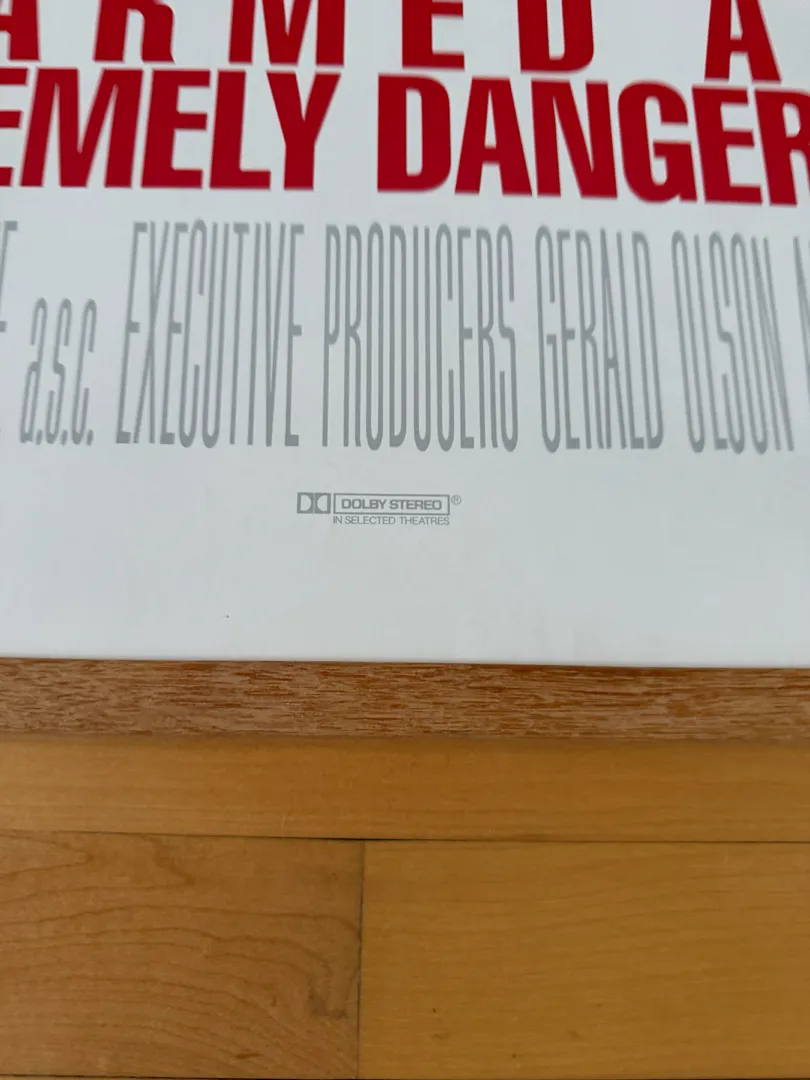 ARMED A
EMELY DANGER
a.s.c. EXECUTIVE PRODUCERS GERALD OLSON
DOLBY STEREO®
IN SELECTED THEATRES